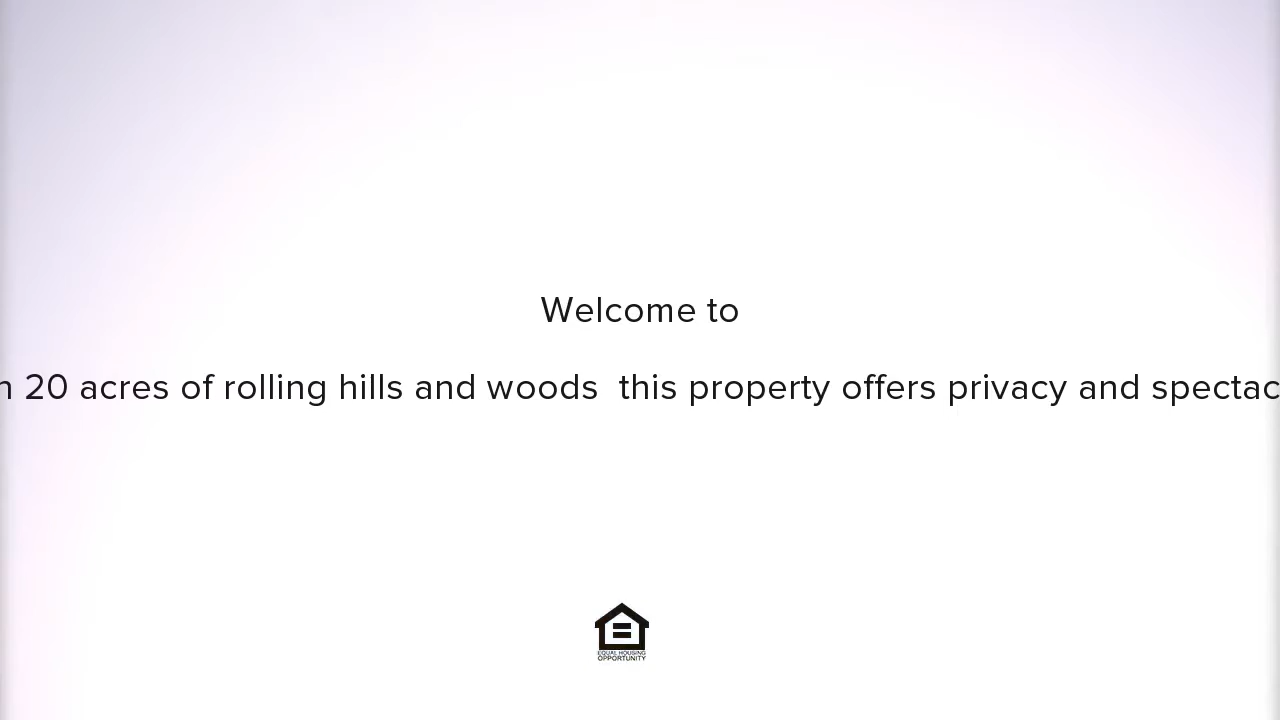 Welcome to
20 acres of rolling hills and woods  this property offers privacy and
EQUAL HOUSING
OPPORTUNITY